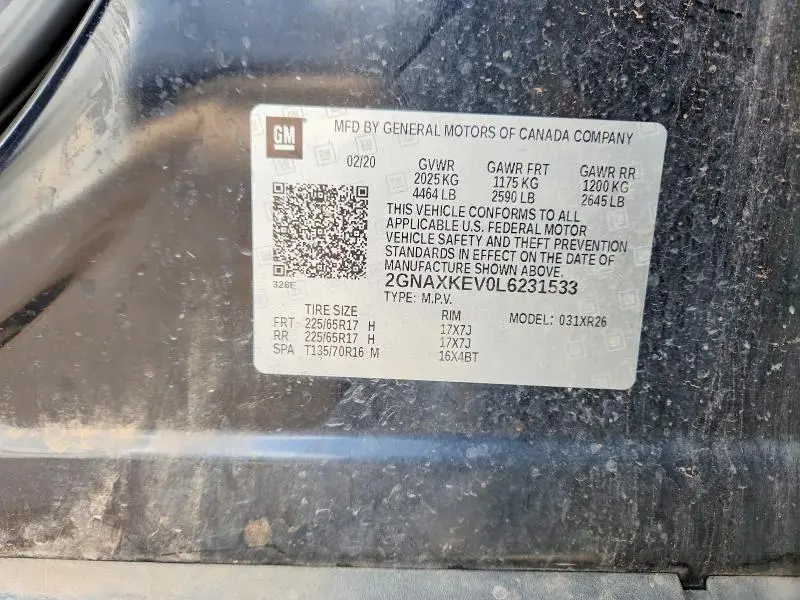 GM
MFD BY GENERAL MOTORS OF CANADA COMPANY
02/20 GVWR GAWR FRT GAWR RR
2025 KG 1175 KG 1200 KG
4464 LB 2590 LB 2645 LB
THIS VEHICLE CONFORMS TO ALL
APPLICABLE U.S. FEDERAL MOTOR
VEHICLE SAFETY AND THEFT PREVENTION
STANDARDS IN EFFECT ON THE DATE OF
MANUFACTURE SHOWN ABOVE.
328E 2GNAXKEV0L6231533
TYPE: M.P.V.
TIRE SIZE RIM MODEL: 031XR26
FRT 225/65R17 H 17X7J
RR 225/65R17 H 17X7J
SPA T135/70R16 M 16X4BT